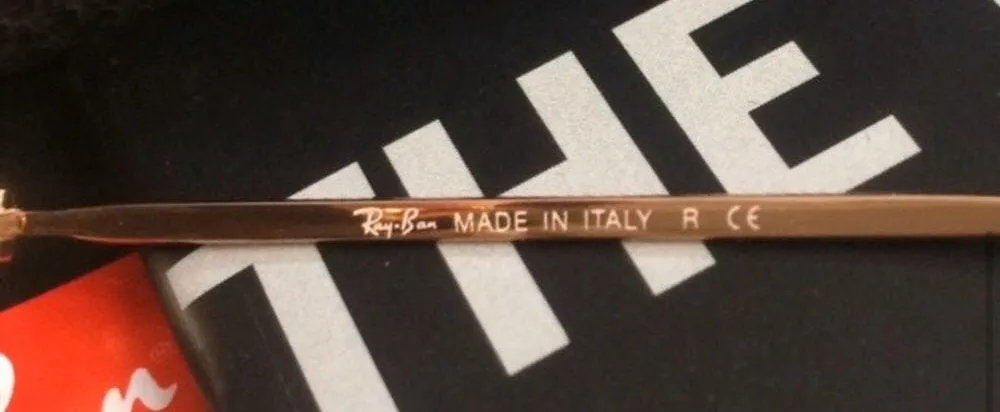 THE
Ray-Ban MADE IN ITALY R CE